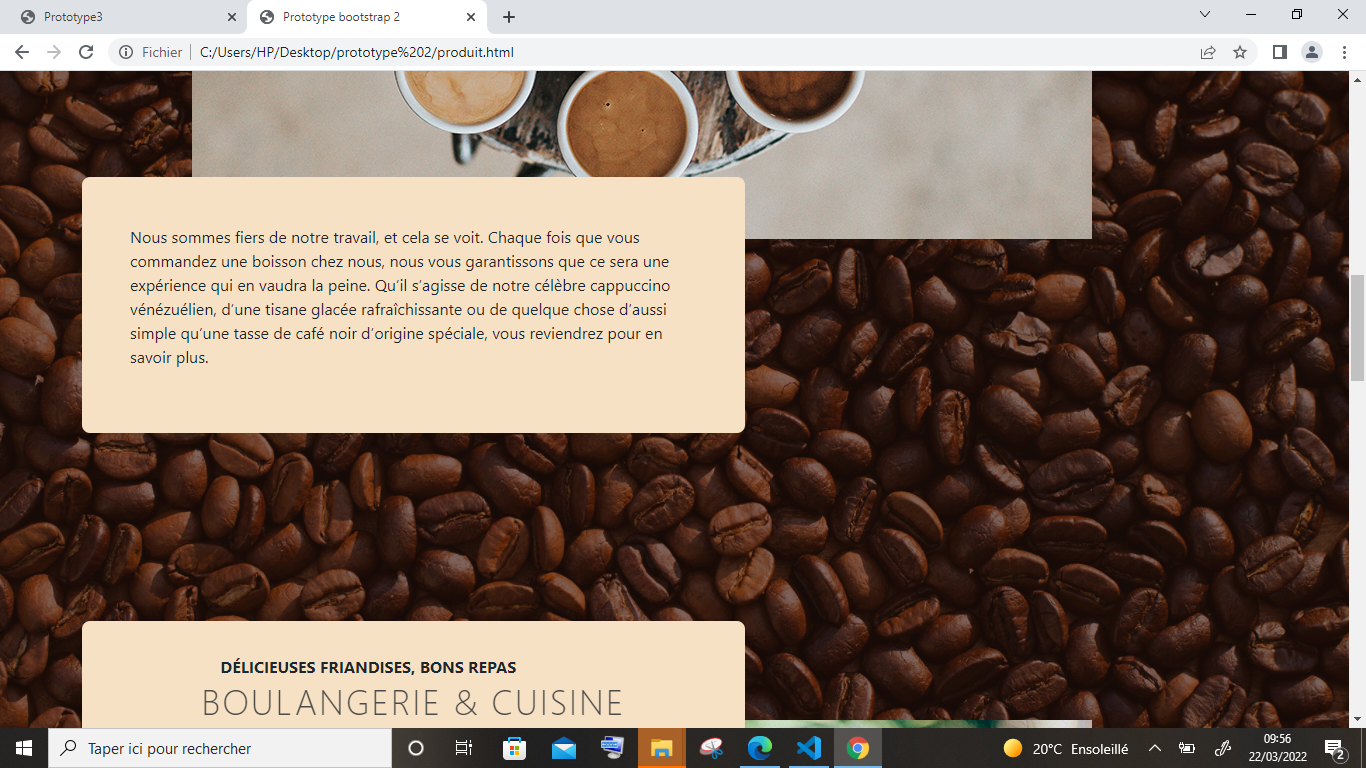 Prototype3
Prototype bootstrap 2
Fichier
C:/Users/HP/Desktop/prototype%202/produit.html
Nous sommes fiers de notre travail, et cela se voit. Chaque fois que vous
commandez une boisson chez nous, nous vous garantissons que ce sera une
expérience qui en vaudra la peine. Qu’il s’agisse de notre célèbre cappuccino
vénézuélien, d’une tisane glacée rafraîchissante ou de quelque chose d’aussi
simple qu’une tasse de café noir d’origine spéciale, vous reviendrez pour en
savoir plus.
DÉLICIEUSES FRIANDISES, BONS REPAS
BOULANGERIE & CUISINE
Taper ici pour rechercher
20°C Ensoleillé
09:56
22/03/2022
2